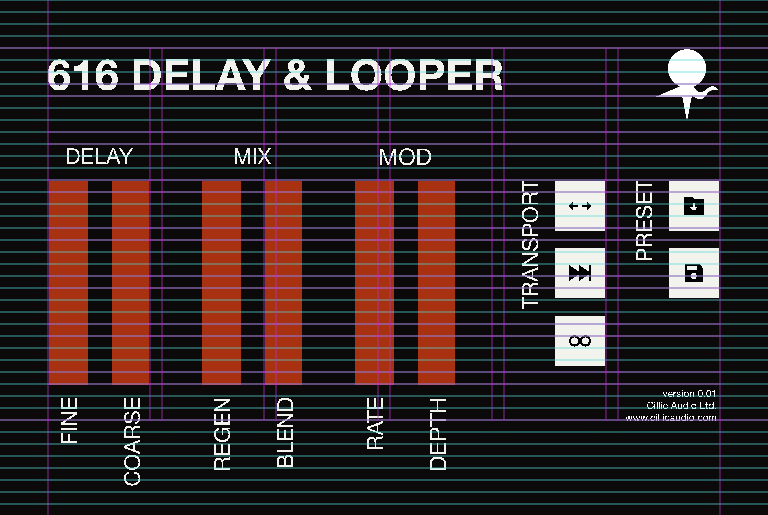 616 DELAY & LOOPER
DELAY
MIX
MOD
TRANSPORT
PRESET
FINE
COARSE
REGEN
BLEND
RATE
DEPTH
version 0.01
Cillic Audio Ltd.
www.cillicaudio.com